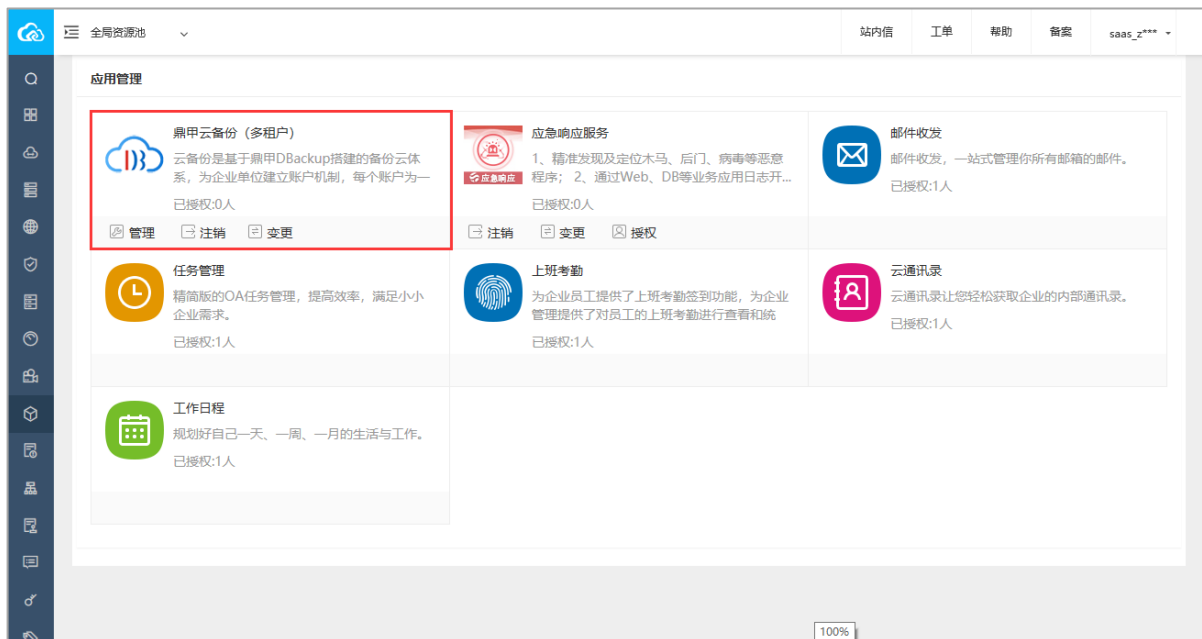 全局资源池
站内信
工单
帮助
备案
saas_z***
应用管理
鼎甲云备份（多租户）
云备份是基于鼎甲DBackup搭建的备份云体
系，为企业单位建立账户机制，每个账户为一
已授权:0人
管理
注销
变更
应急响应
应急响应服务
1、精准发现及定位木马、后门、病毒等恶意
程序； 2、通过Web、DB等业务应用日志开...
已授权:0人
注销
变更
授权
邮件收发
邮件收发，一站式管理你所有邮箱的邮件。
已授权:1人
任务管理
精简版的OA任务管理，提高效率，满足小小
企业需求。
已授权:1人
上班考勤
为企业员工提供了上班考勤签到功能，为企业
管理提供了对员工的上班考勤进行查看和统
已授权:1人
云通讯录
云通讯录让您轻松获取企业的内部通讯录。
已授权:1人
工作日程
规划好自己一天、一周、一月的生活与工作。
已授权:1人
100%